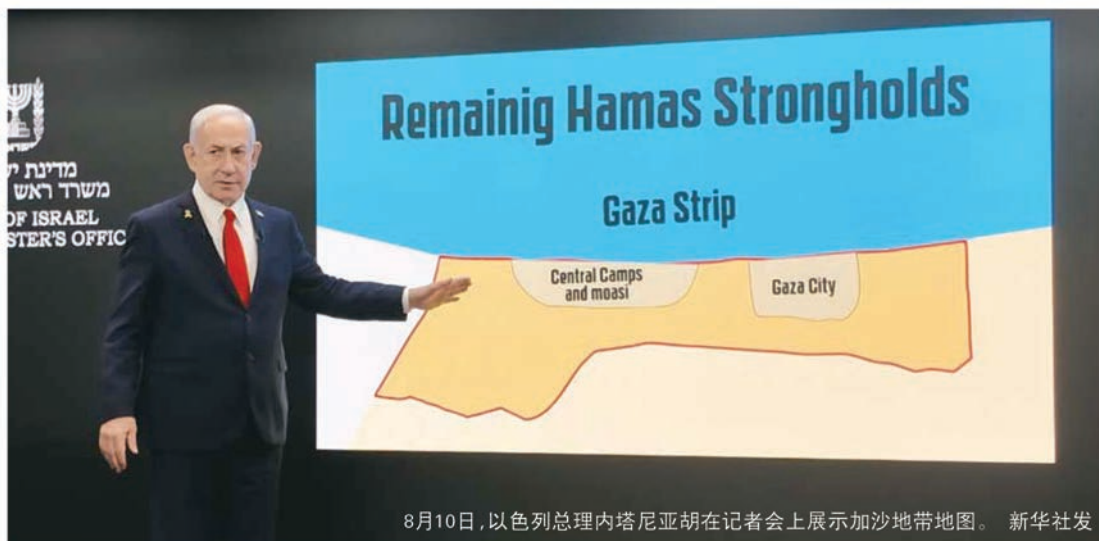 Remainig Hamas Strongholds
Gaza Strip
Central Camps
and moasi
Gaza City
מדינת יש
משרד ראש
OF ISRAEL
STER'S OFFIC
8月10日,以色列总理内塔尼亚胡在记者会上展示加沙地带地图。 新华社发